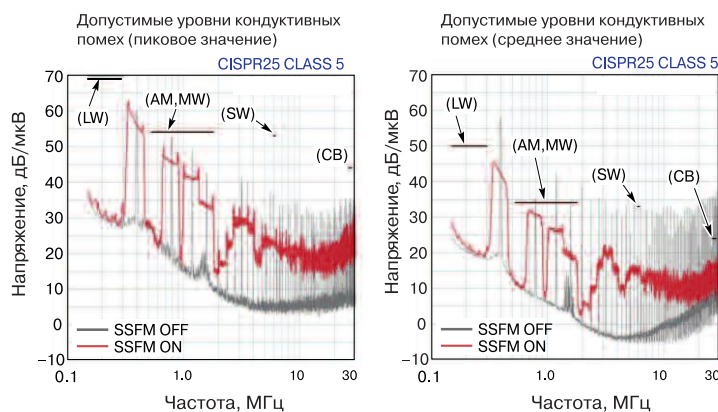 Допустимые уровни кондуктивных
помех (пиковое значение)
CISPR25 CLASS 5
70
60
50
40
30
20
10
0
−10
Напряжение, дБ/мкВ
(LW)
(AM,MW)
(SW)
(CB)
SSFM OFF
SSFM ON
0.1
1.0
10
30
Частота, МГц
Допустимые уровни кондуктивных
помех (среднее значение)
CISPR25 CLASS 5
70
60
50
40
30
20
10
0
−10
Напряжение, дБ/мкВ
(LW)
(AM,MW)
(SW)
(CB)
SSFM OFF
SSFM ON
0.1
1.0
10
30
Частота, МГц